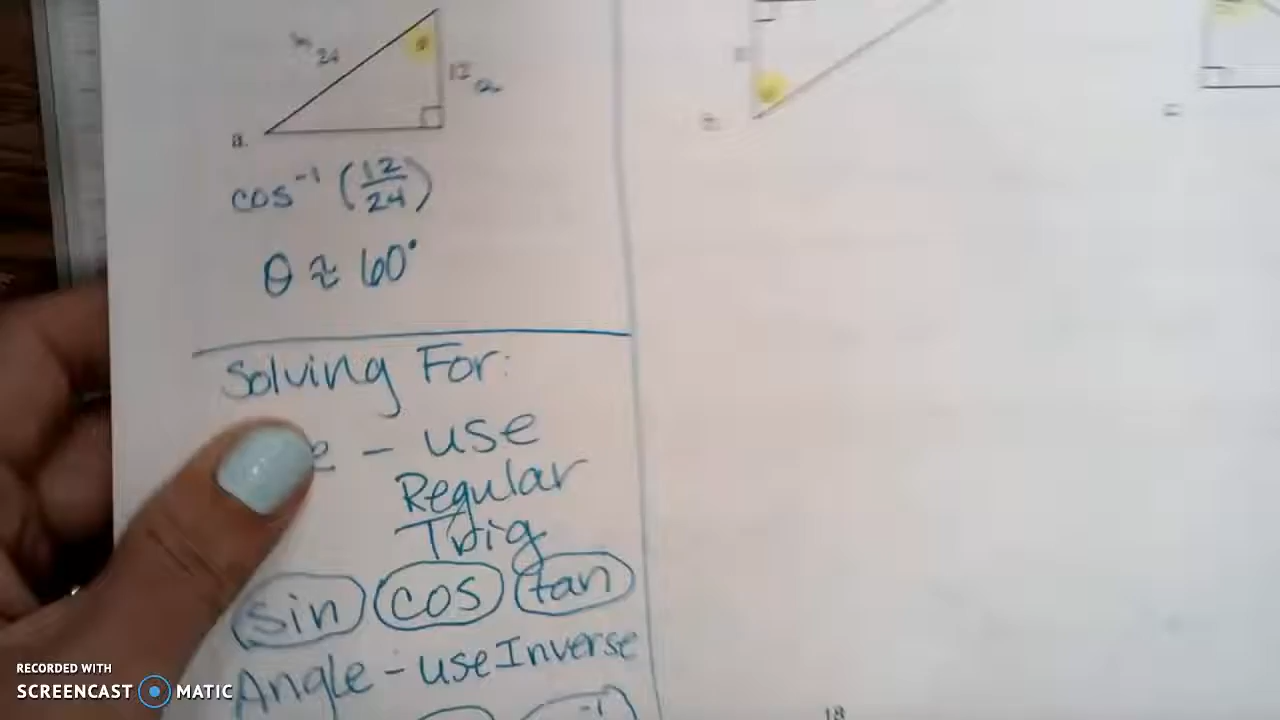 24
12
a.
cos⁻¹ (12/24)
θ ≈ 60°
Solving For:
e – use
Regular
Trig
sin cos tan
Angle – use Inverse
-1
18
RECORDED WITH
SCREENCAST MATIC